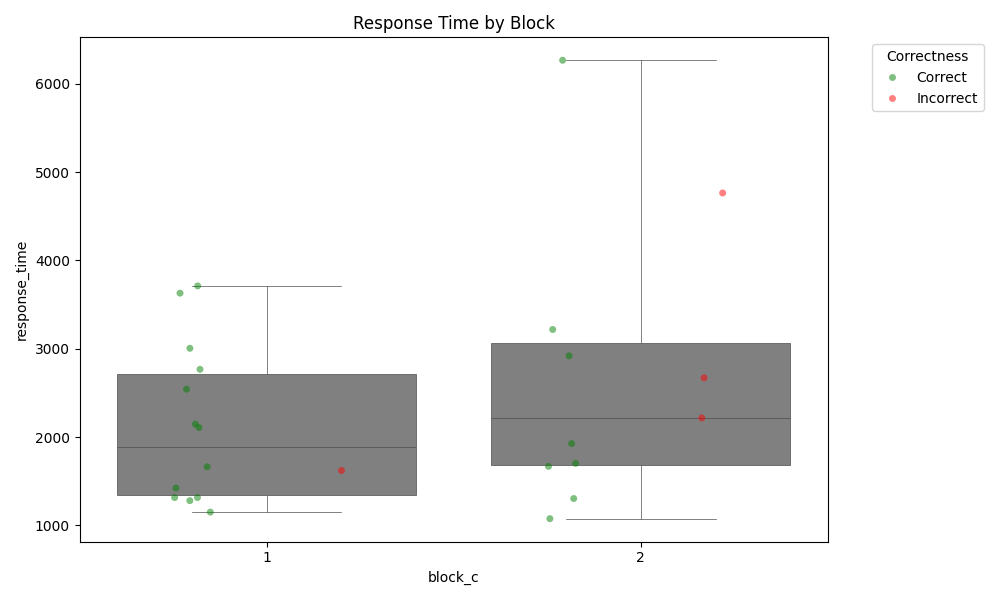 Response Time by Block
Correctness
Correct
Incorrect
6000
5000
4000
3000
2000
1000
response_time
1
2
block_c